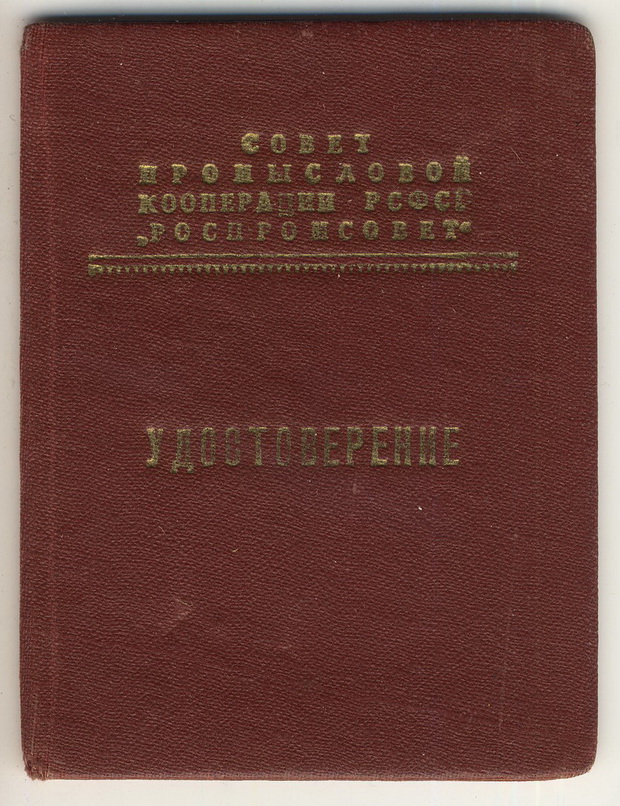 СОВЕТ
ПРОМЫСЛОВОЙ
КООПЕРАЦИИ РСФСР
„РОСПРОМСОВЕТ“
УДОСТОВЕРЕНИЕ